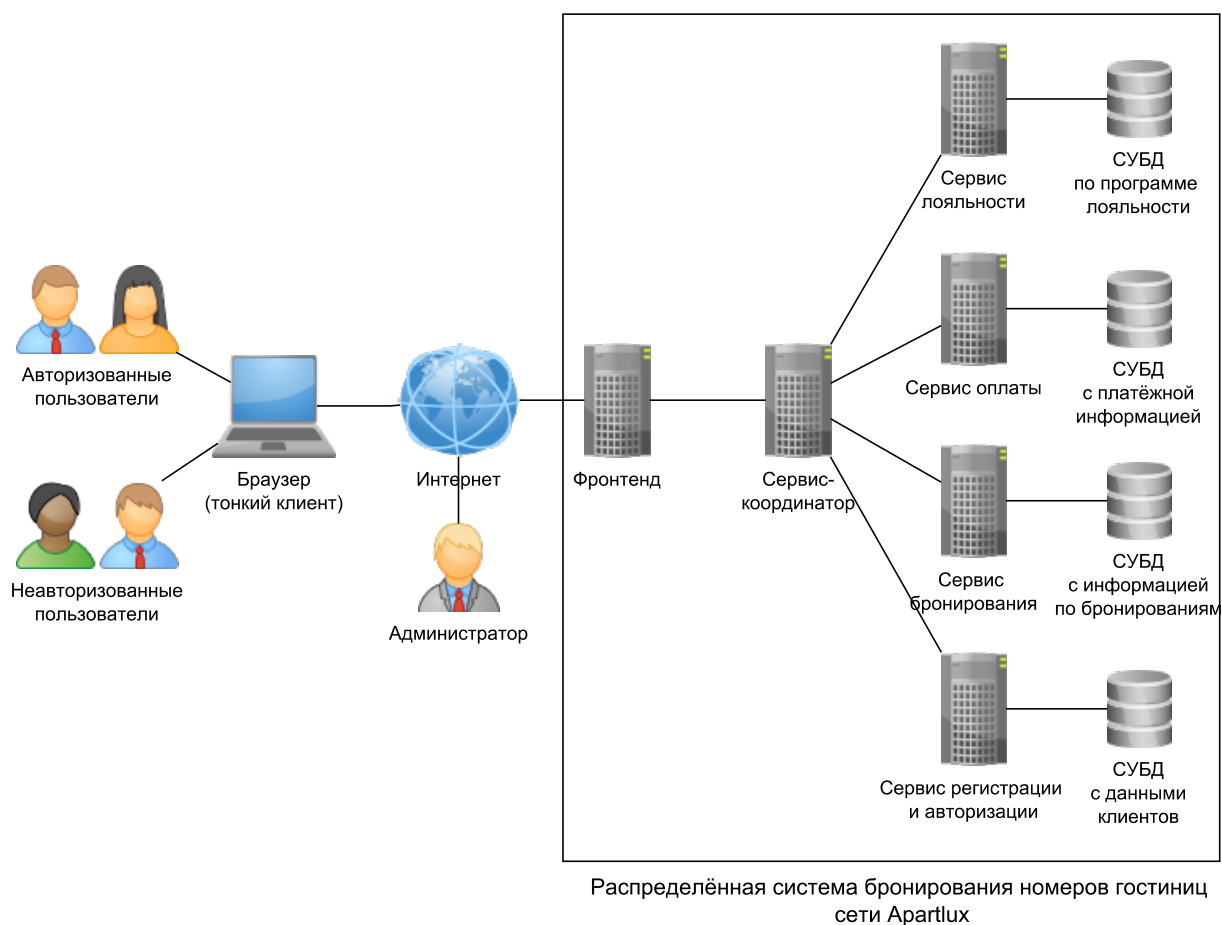 Сервис
лояльности
СУБД
по программе
лояльности
Авторизованные
пользователи
Сервис оплаты
СУБД
с платёжной
информацией
Браузер
(тонкий клиент)
Интернет
Фронтенд
Сервис-
координатор
Неавторизованные
пользователи
Администратор
Сервис
бронирования
СУБД
с информацией
по бронированиям
Сервис регистрации
и авторизации
СУБД
с данными
клиентов
Распределённая система бронирования номеров гостиниц
сети Apartlux